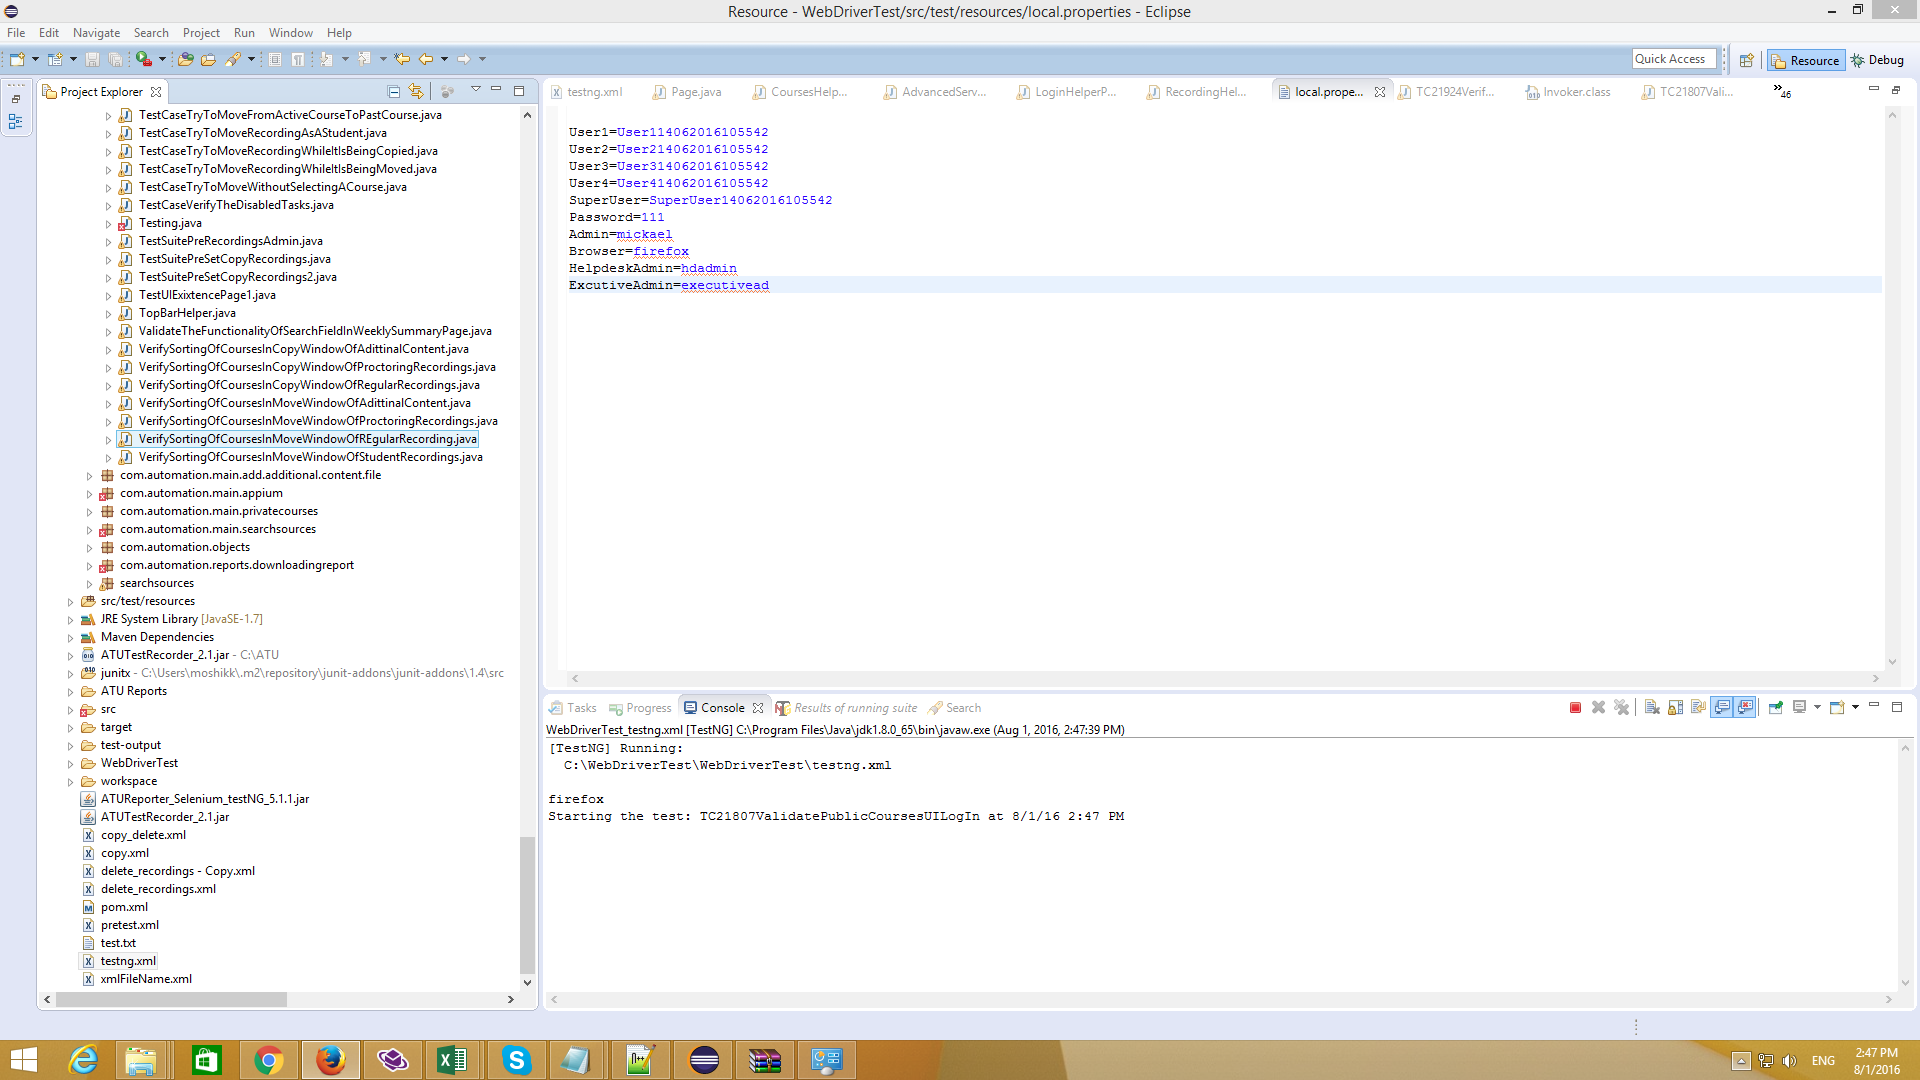 Resource - WebDriverTest/src/test/resources/local.properties - Eclipse
File Edit Navigate Search Project Run Window Help
Quick Access
Resource
Debug
Project Explorer
TestCaseTryToMoveFromActiveCourseToPastCourse.java
TestCaseTryToMoveRecordingAsAStudent.java
TestCaseTryToMoveRecordingWhileItIsBeingCopied.java
TestCaseTryToMoveRecordingWhileItIsBeingMoved.java
TestCaseTryToMoveWithoutSelectingACourse.java
TestCaseVerifyTheDisabledTasks.java
Testing.java
TestSuitePreRecordingsAdmin.java
TestSuitePreSetCopyRecordings.java
TestSuitePreSetCopyRecordings2.java
TestUIExixtencePage1.java
TopBarHelper.java
ValidateTheFunctionalityOfSearchFieldInWeeklySummaryPage.java
VerifySortingOfCoursesInCopyWindowOfAdittinalContent.java
VerifySortingOfCoursesInCopyWindowOfProctoringRecordings.java
VerifySortingOfCoursesInCopyWindowOfRegularRecordings.java
VerifySortingOfCoursesInMoveWindowOfAdittinalContent.java
VerifySortingOfCoursesInMoveWindowOfProctoringRecordings.java
VerifySortingOfCoursesInMoveWindowOfREgularRecording.java
VerifySortingOfCoursesInMoveWindowOfStudentRecordings.java
com.automation.main.add.additional.content.file
com.automation.main.appium
com.automation.main.privatecourses
com.automation.main.searchsources
com.automation.objects
com.automation.reports.downloadingreport
searchsources
src/test/resources
JRE System Library [JavaSE-1.7]
Maven Dependencies
ATUTestRecorder_2.1.jar - C:\ATU
junitx - C:\Users\moshikk\.m2\repository\junit-addons\junit-addons\1.4\src
ATU Reports
src
target
test-output
WebDriverTest
workspace
ATUReporter_Selenium_testNG_5.1.1.jar
ATUTestRecorder_2.1.jar
copy_delete.xml
copy.xml
delete_recordings - Copy.xml
delete_recordings.xml
pom.xml
pretest.xml
test.txt
testng.xml
xmlFileName.xml
testng.xml Page.java CoursesHelp... AdvancedServ... LoginHelperP... RecordingHel... local.prope... TC21924Verif... Invoker.class TC21807Vali... »46
User1=User114062016105542
User2=User214062016105542
User3=User314062016105542
User4=User414062016105542
SuperUser=SuperUser14062016105542
Password=111
Admin=mickael
Browser=firefox
HelpdeskAdmin=hdadmin
ExcutiveAdmin=executivead
Tasks Progress Console Results of running suite Search
WebDriverTest_testng.xml [TestNG] C:\Program Files\Java\jdk1.8.0_65\bin\javaw.exe (Aug 1, 2016, 2:47:39 PM)
[TestNG] Running:
C:\WebDriverTest\WebDriverTest\testng.xml
firefox
Starting the test: TC21807ValidatePublicCoursesUILogIn at 8/1/16 2:47 PM
ENG
2:47 PM
8/1/2016